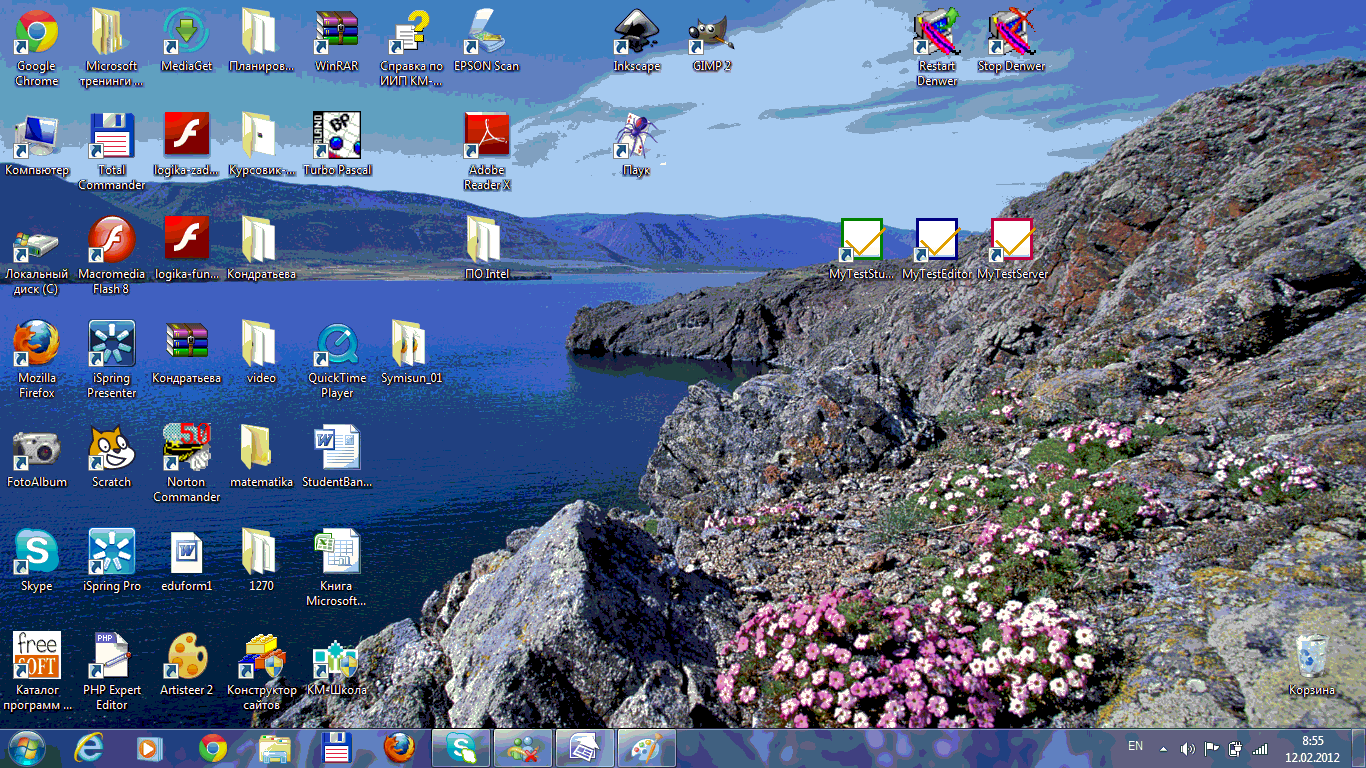 Google
Chrome
Microsoft
тренинги ...
MediaGet
Планиров...
WinRAR
Справка по
ИИП КМ-...
EPSON Scan
Inkscape
GIMP 2
Restart
Denwer
Stop Denwer
Компьютер
Total
Commander
logika-zad...
Курсовик-...
Turbo Pascal
Adobe
Reader X
Паук
Локальный
диск (C)
Macromedia
Flash 8
logika-fun...
Кондратьева
ПО Intel
MyTestStu...
MyTestEditor
MyTestServer
Mozilla
Firefox
iSpring
Presenter
Кондратьева
video
QuickTime
Player
Symisun_01
FotoAlbum
Scratch
Norton
Commander
matematika
StudentBan...
Skype
iSpring Pro
eduform1
1270
Книга
Microsoft...
free
SOFT
Каталог
программ ...
PHP
PHP Expert
Editor
Artisteer 2
Конструктор
сайтов
КМ-Школа
Корзина
EN
8:55
12.02.2012